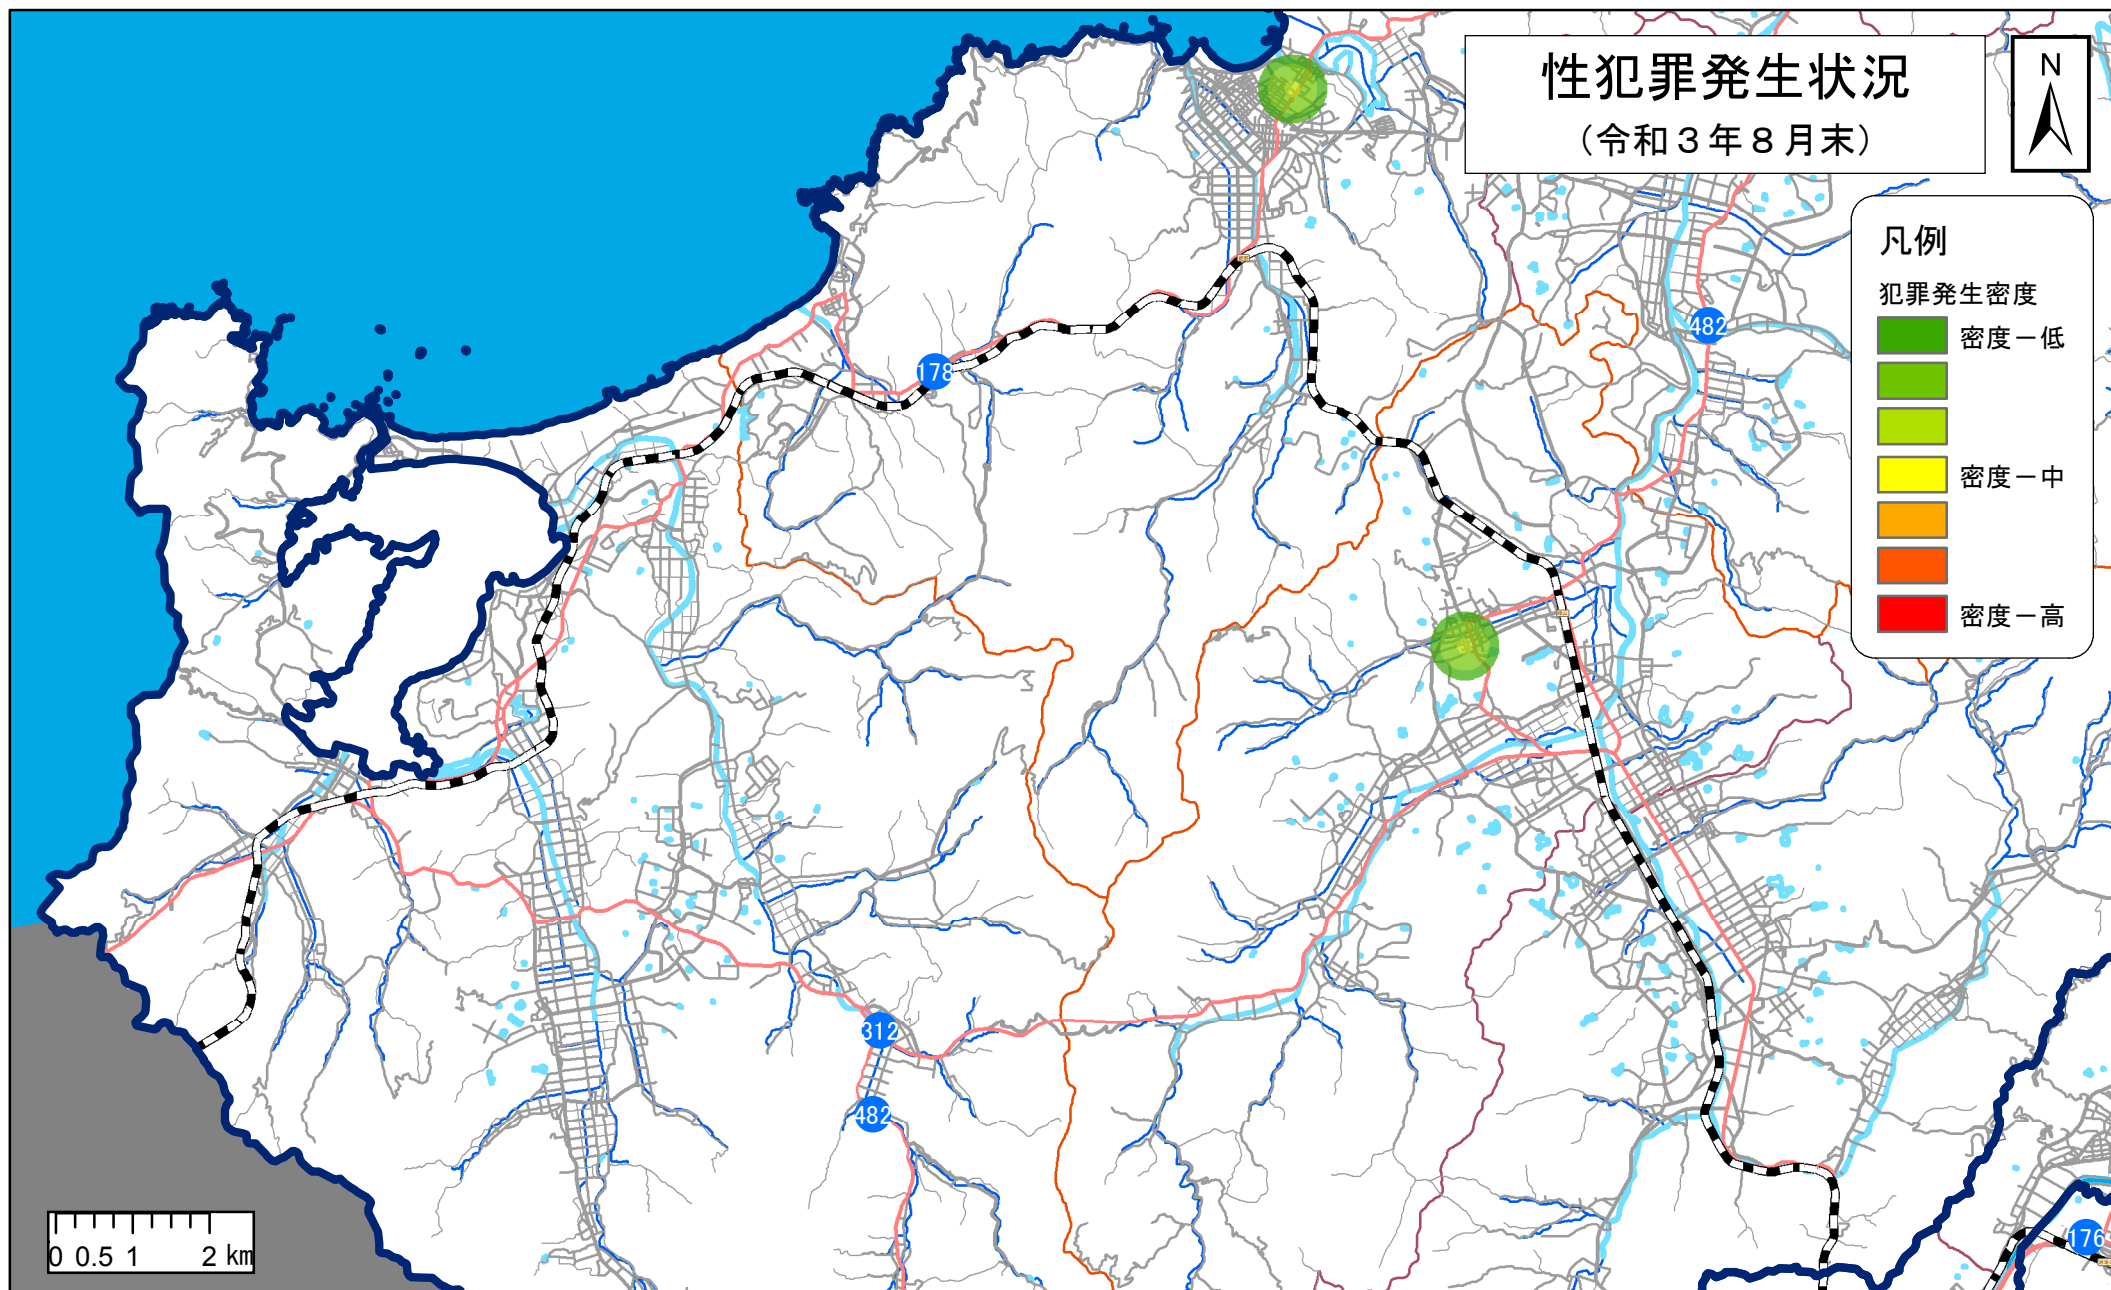 性犯罪発生状況
（令和３年８月末）
N
凡例
犯罪発生密度
密度－低
密度－中
密度－高
482
178
312
482
176
0 0.5 1 2 km